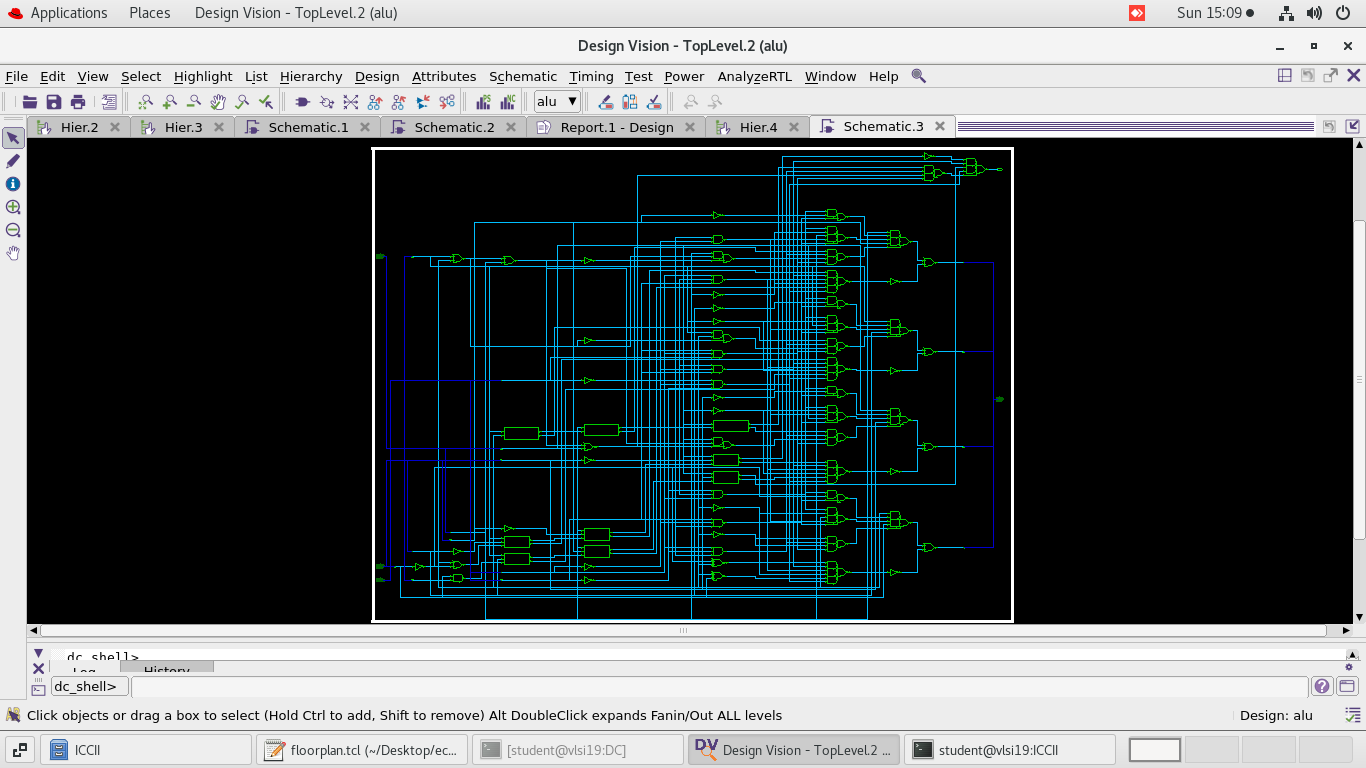 Applications Places Design Vision - TopLevel.2 (alu) Sun 15:09
Design Vision - TopLevel.2 (alu)
File Edit View Select Highlight List Hierarchy Design Attributes Schematic Timing Test Power AnalyzeRTL Window Help
alu
Hier.2 Hier.3 Schematic.1 Schematic.2 Report.1 - Design Hier.4 Schematic.3
dc_shell>
Log History
dc_shell>
Click objects or drag a box to select (Hold Ctrl to add, Shift to remove) Alt DoubleClick expands Fanin/Out ALL levels Design: alu
ICCII floorplan.tcl (~/Desktop/ec... [student@vlsi19:DC] Design Vision - TopLevel.2 ... student@vlsi19:ICCII